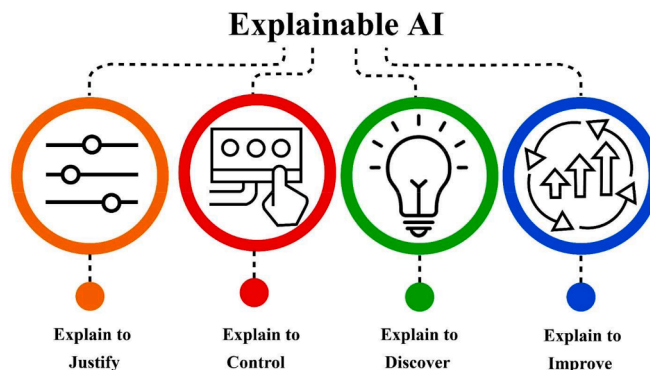 Explainable AI
Explain to
Justify
Explain to
Control
Explain to
Discover
Explain to
Improve